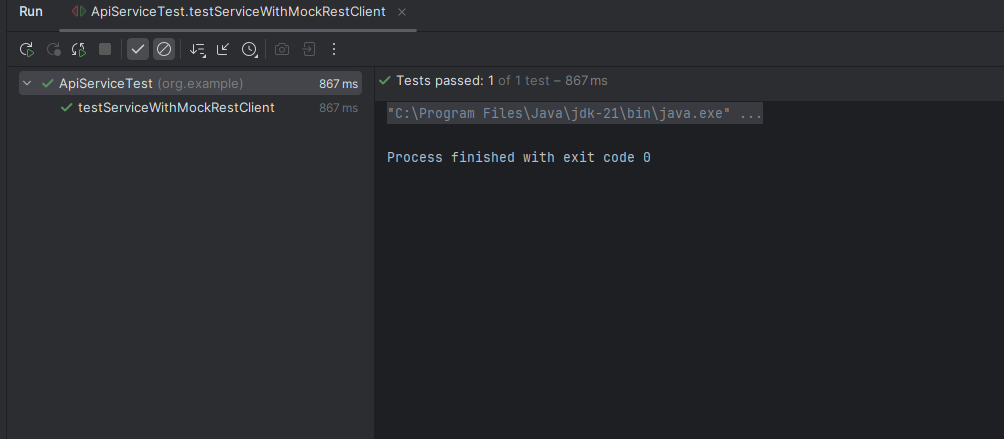 Run ApiServiceTest.testServiceWithMockRestClient
ApiServiceTest (org.example) 867 ms
testServiceWithMockRestClient 867 ms
Tests passed: 1 of 1 test – 867 ms
"C:\Program Files\Java\jdk-21\bin\java.exe" ...
Process finished with exit code 0